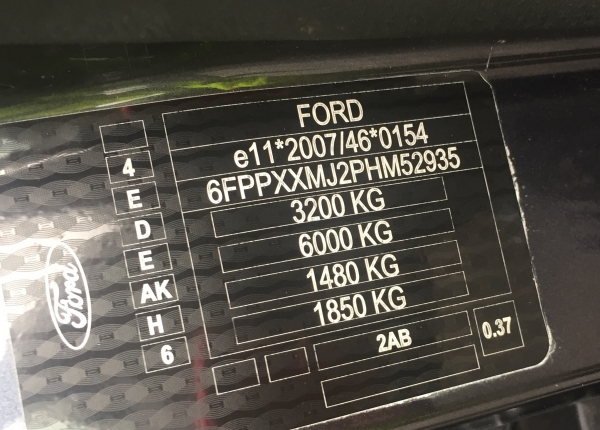 FORD
e11*2007/46*0154
6FPPXXMJ2PHM52935
3200 KG
6000 KG
1480 KG
1850 KG
2AB
0.37
4
E
D
E
AK
H
6
Ford